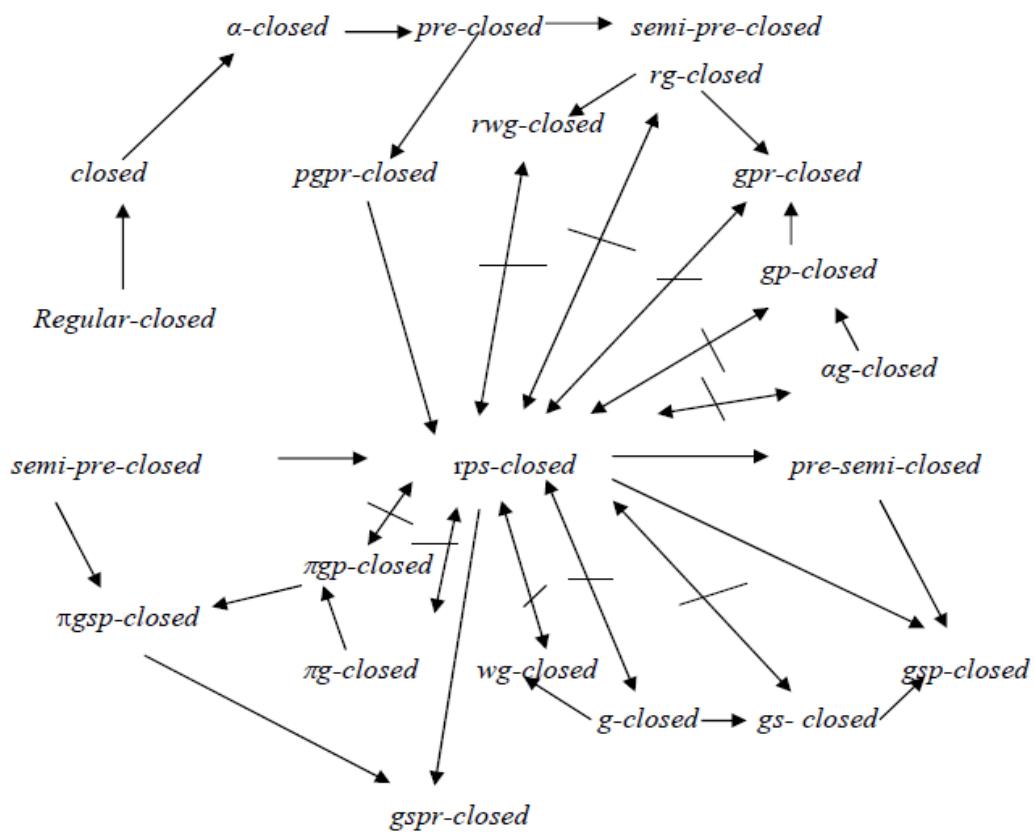 α-closed pre-closed semi-pre-closed
rg-closed
rwg-closed
closed pgpr-closed gpr-closed
gp-closed
Regular-closed
αg-closed
semi-pre-closed rps-closed pre-semi-closed
πgp-closed
πgsp-closed
πg-closed wg-closed gsp-closed
g-closed gs- closed
gspr-closed